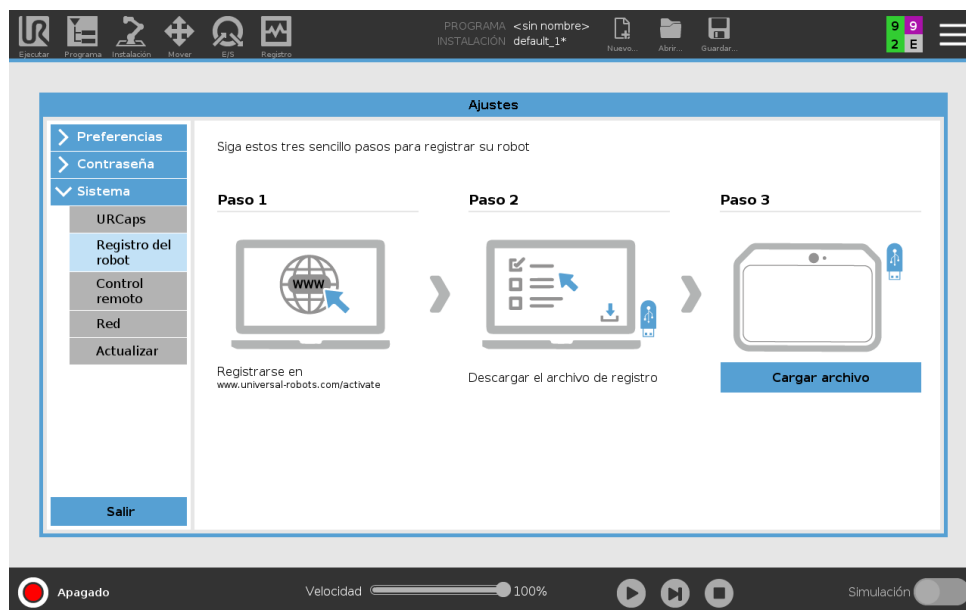 UR
PROGRAMA <sin nombre>
INSTALACIÓN default_1*
Ejecutar
Programa
Instalación
Mover
E/S
Registro
Nuevo...
Abrir...
Guardar...
9 9
2 E
Ajustes
Preferencias
Contraseña
Sistema
URCaps
Registro del
robot
Control
remoto
Red
Actualizar
Salir
Siga estos tres sencillo pasos para registrar su robot
Paso 1
Paso 2
Paso 3
WWW
Registrarse en
www.universal-robots.com/activate
Descargar el archivo de registro
Cargar archivo
Apagado
Velocidad
100%
Simulación